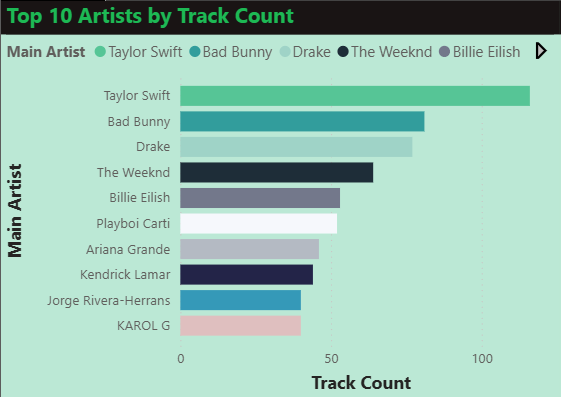 Top 10 Artists by Track Count
Main Artist Taylor Swift Bad Bunny Drake The Weeknd Billie Eilish
Main Artist
Taylor Swift
Bad Bunny
Drake
The Weeknd
Billie Eilish
Playboi Carti
Ariana Grande
Kendrick Lamar
Jorge Rivera-Herrans
KAROL G
0 50 100
Track Count